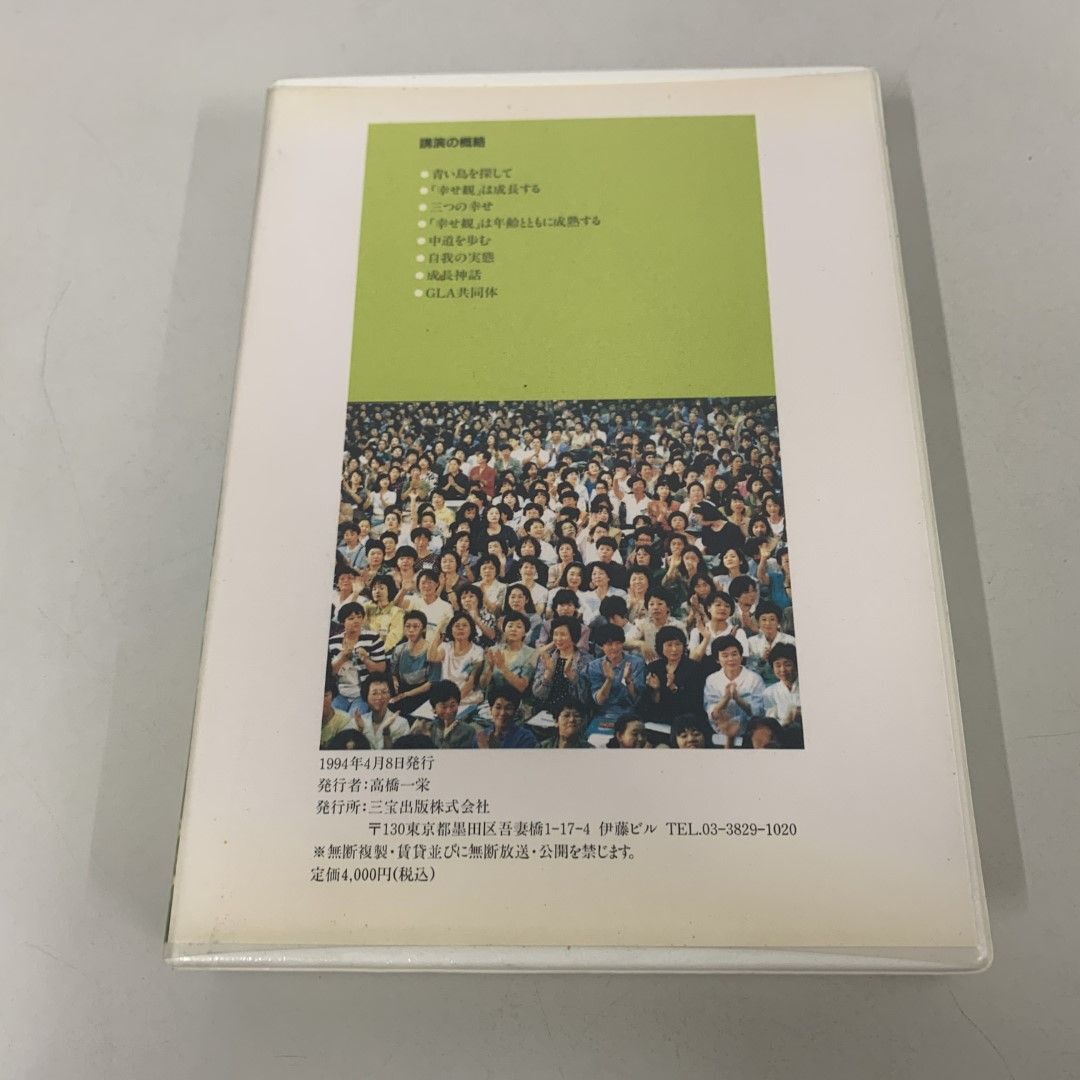 講演の概略
●青い鳥を探して
●「幸せ観」は成長する
●三つの幸せ
●「幸せ観」は年齢とともに成熟する
●中道を歩む
●自我の実態
●成長神話
●GLA共同体
1994年4月8日発行
発行者:高橋一栄
発行所:三宝出版株式会社
〒130東京都墨田区吾妻橋1-17-4 伊藤ビル TEL.03-3829-1020
※無断複製・賃貸並びに無断放送・公開を禁じます。
定価4,000円(税込)